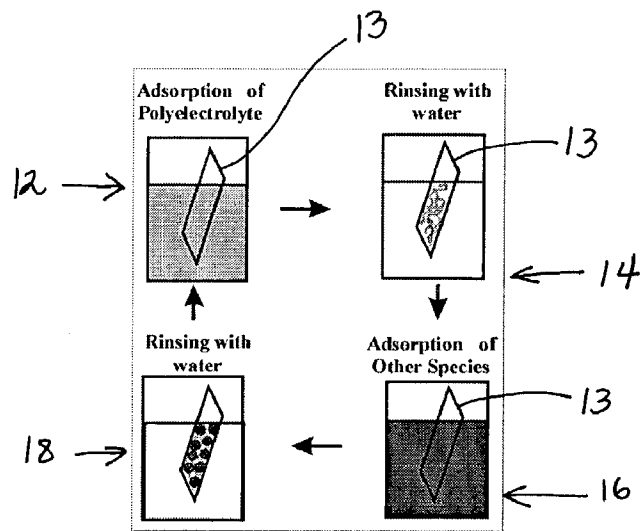 13
Adsorption of
Polyelectrolyte
Rinsing with
water
13
12
14
Rinsing with
water
Adsorption of
Other Species
13
18
16